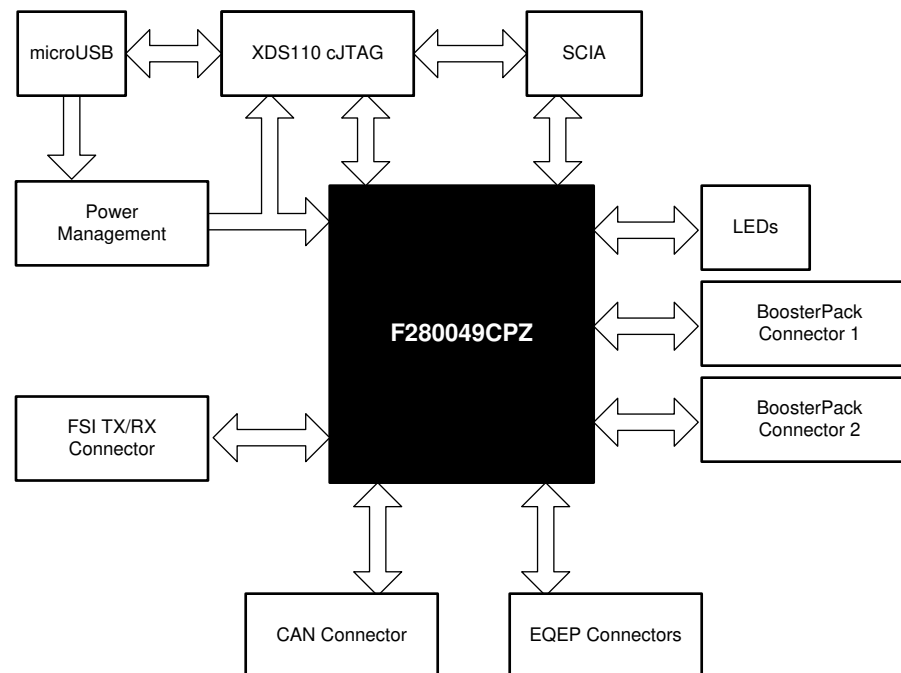 microUSB
XDS110 cJTAG
SCIA
Power
Management
LEDs
F280049CPZ
BoosterPack
Connector 1
BoosterPack
Connector 2
FSI TX/RX
Connector
CAN Connector
EQEP Connectors